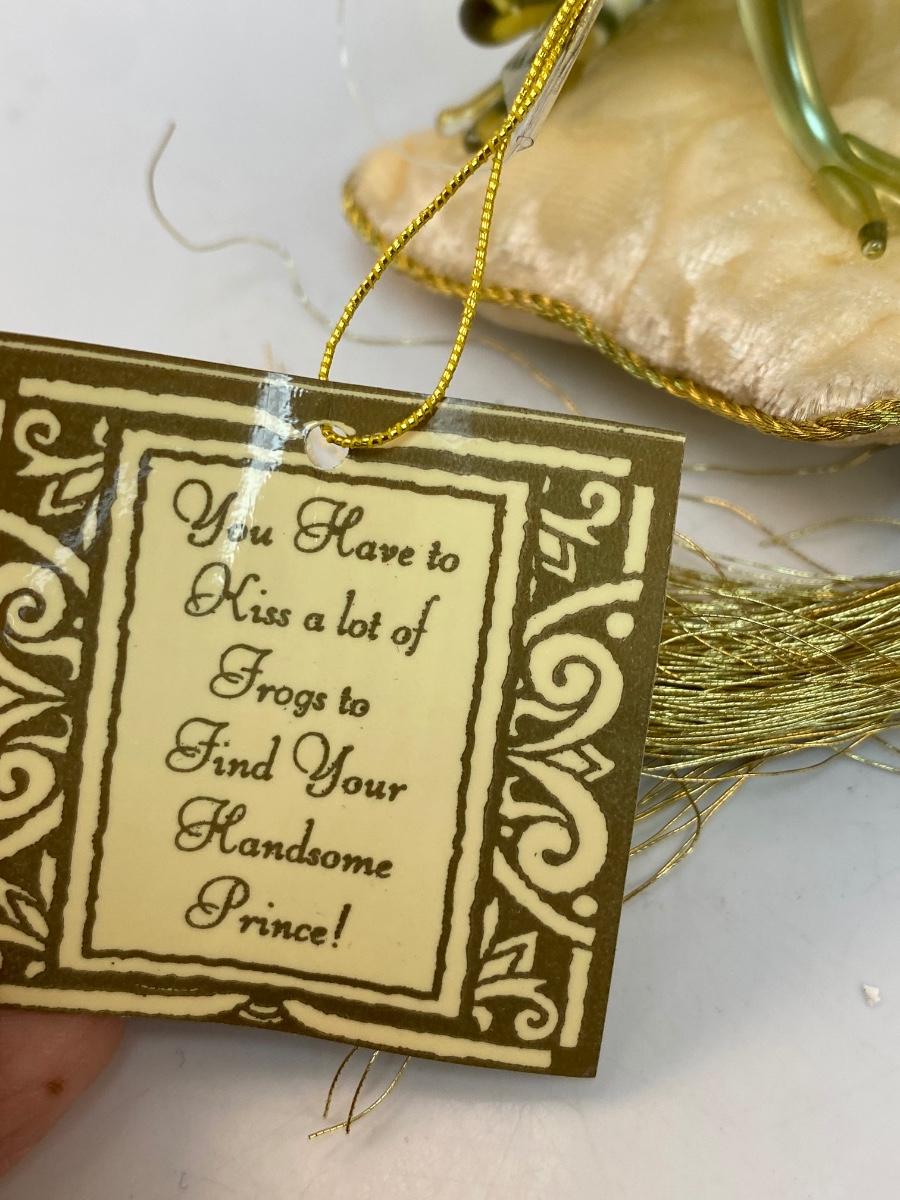 You Have to
Kiss a lot of
Frogs to
Find Your
Handsome
Prince!